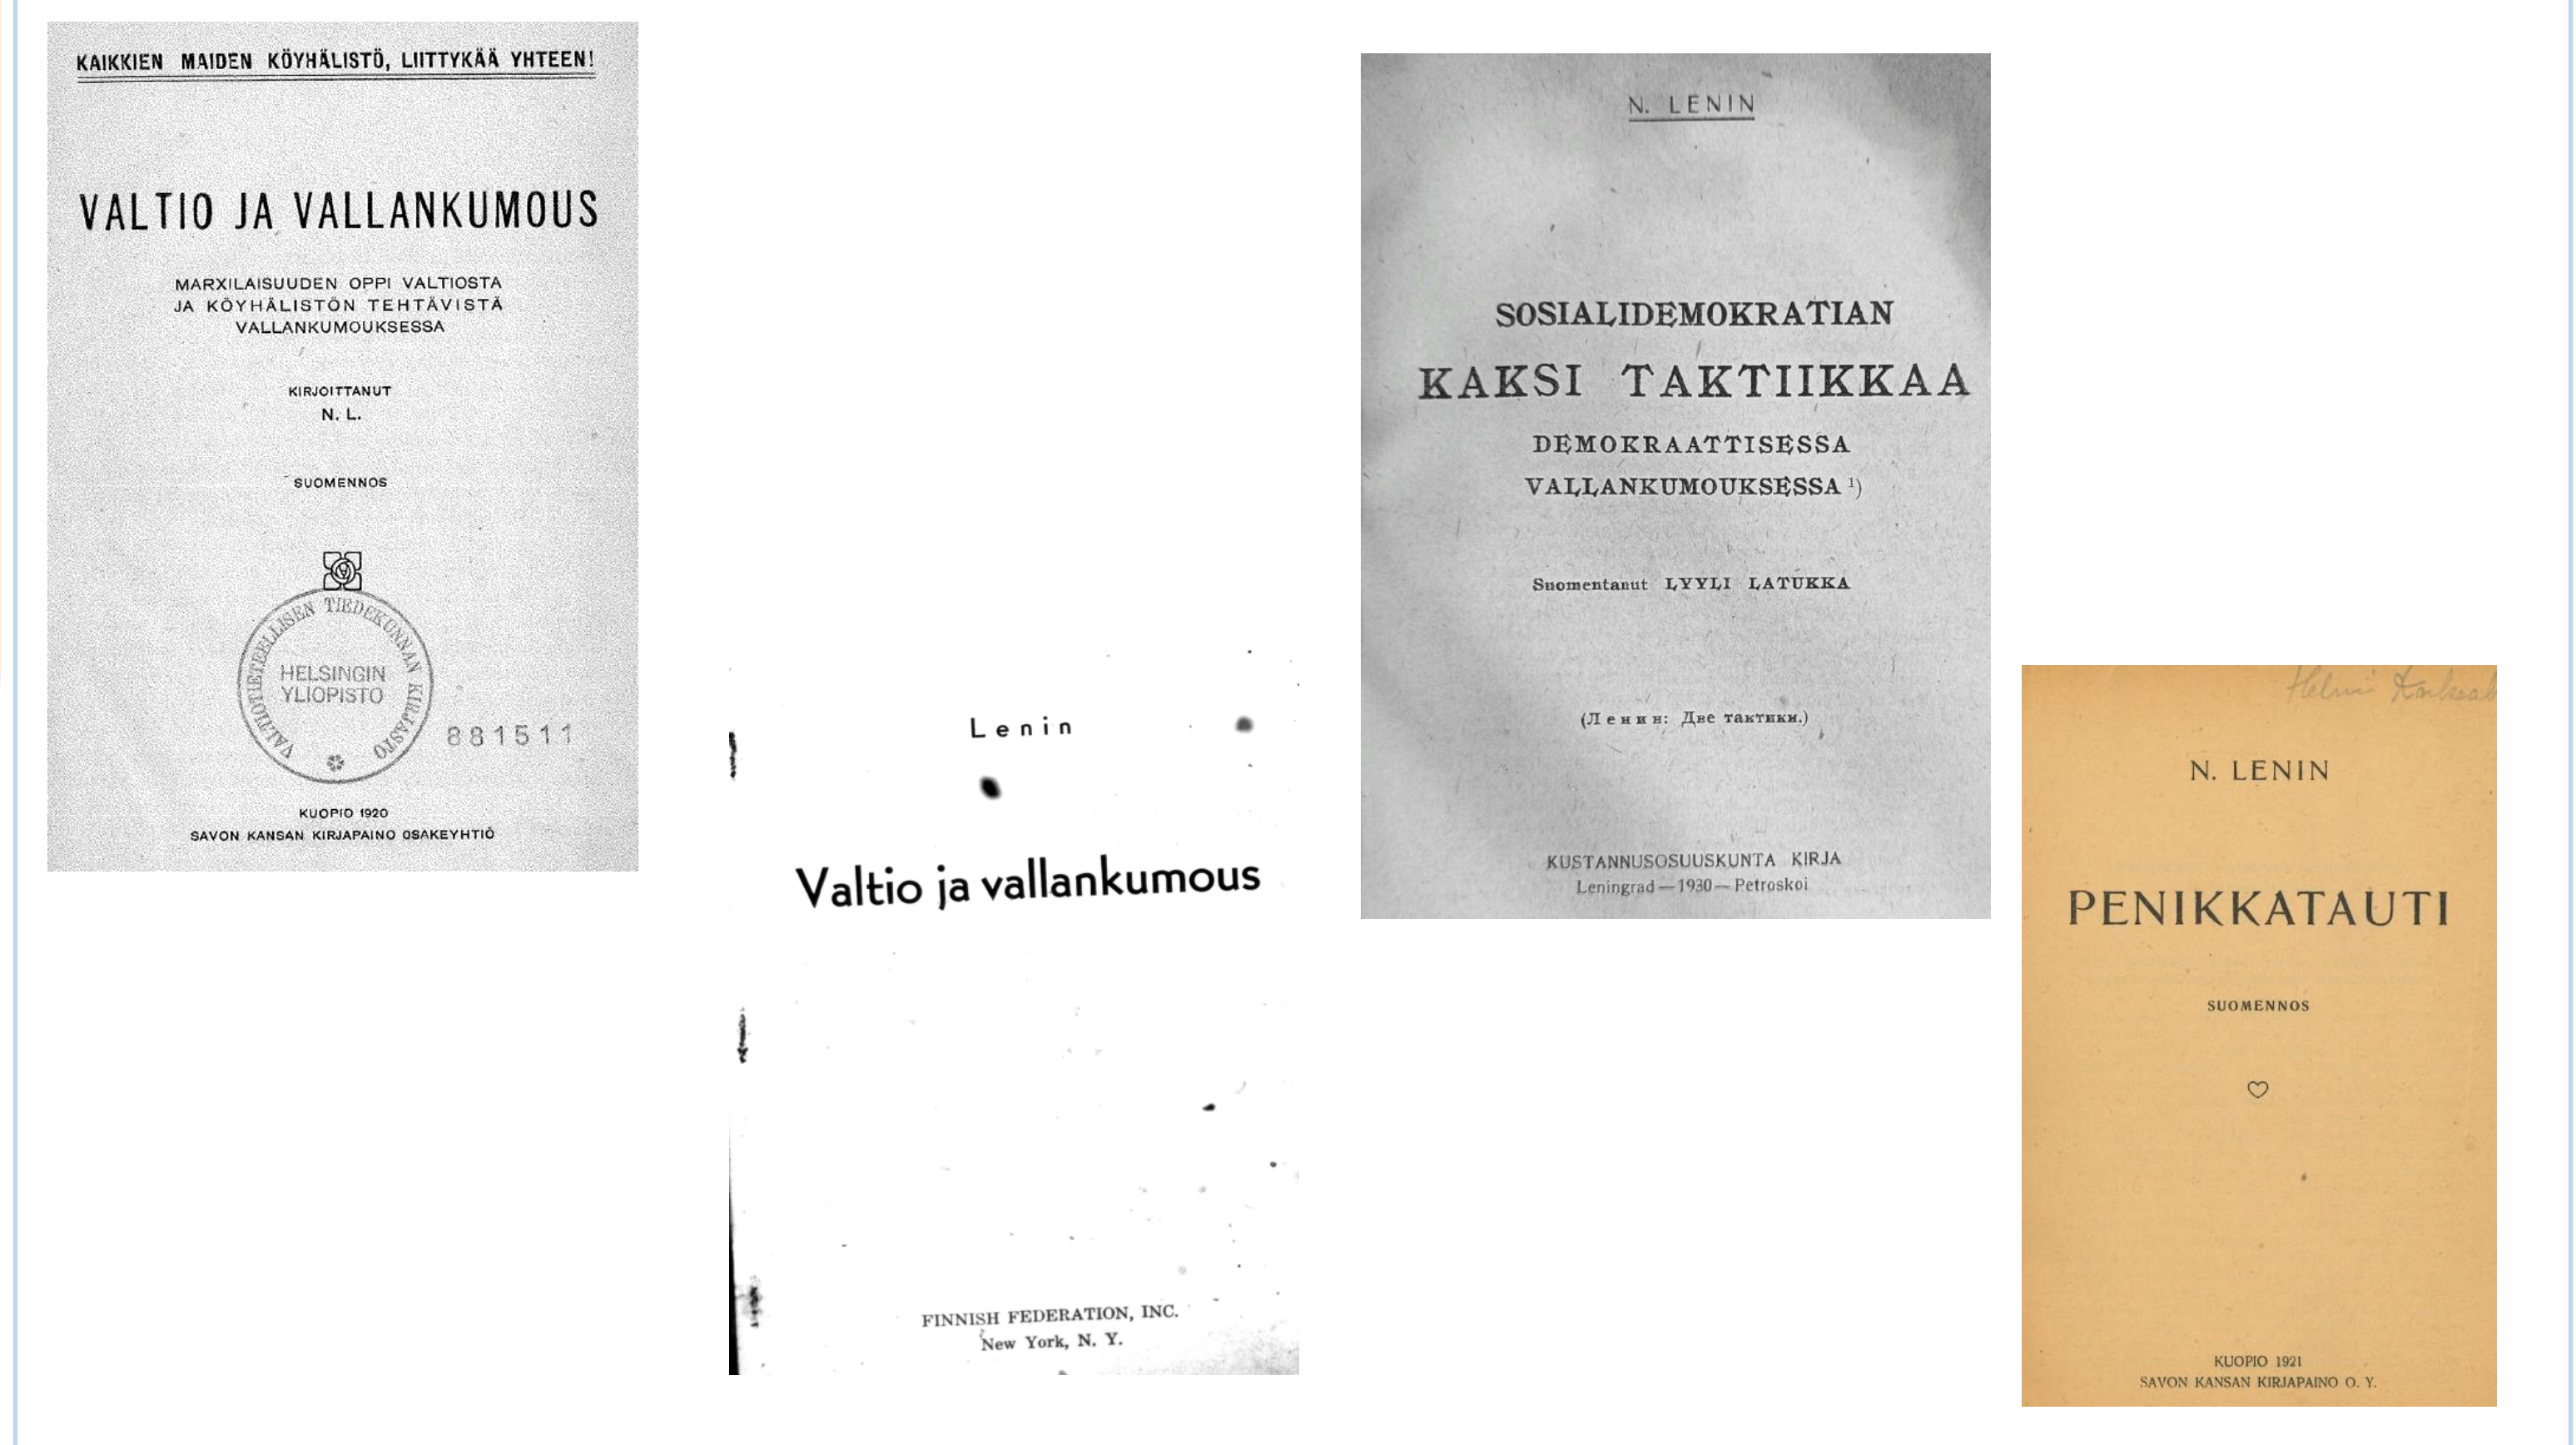 KAIKKIEN MAIDEN KÖYHÄLISTÖ, LIITTYKÄÄ YHTEEN!
VALTIO JA VALLANKUMOUS
MARXILAISUUDEN OPPI VALTIOSTA
JA KÖYHÄLISTÖN TEHTÄVISTÄ
VALLANKUMOUKSESSA
KIRJOITTANUT
N. L.
SUOMENNOS
VALTIOTIETEELLISEN TIEDEKUNNAN KIRJASTO
HELSINGIN
YLIOPISTO
881511
KUOPIO 1920
SAVON KANSAN KIRJAPAINO OSAKEYHTIÖ
Lenin
Valtio ja vallankumous
FINNISH FEDERATION, INC.
New York, N. Y.
N. LENIN
SOSIALIDEMOKRATIAN
KAKSI TAKTIIKKAA
DEMOKRAATTISESSA
VALLANKUMOUKSESSA ¹)
Suomentanut LYYLI LATUKKA
(Ленин: Две тактики.)
KUSTANNUSOSUUSKUNTA KIRJA
Leningrad — 1930 — Petroskoi
Helmi
N. LENIN
PENIKKATAUTI
SUOMENNOS
KUOPIO 1921
SAVON KANSAN KIRJAPAINO O. Y.